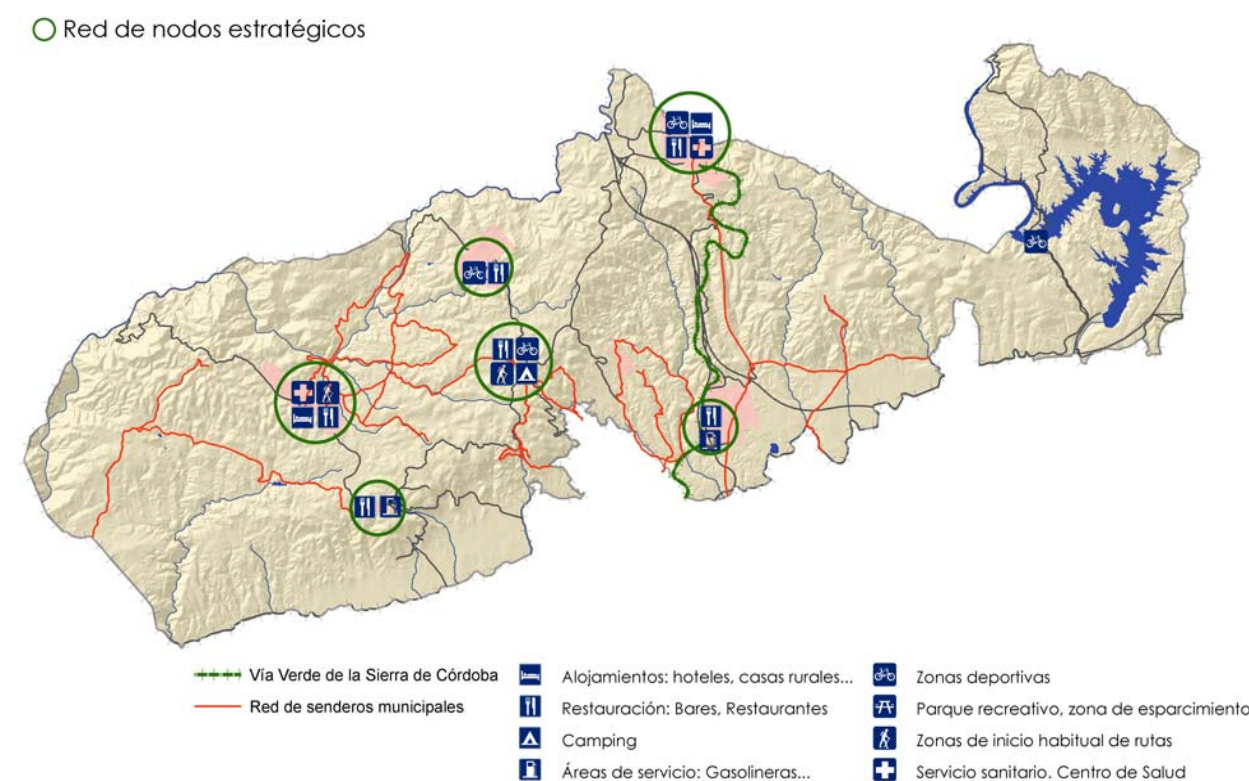 Red de nodos estratégicos
Vía Verde de la Sierra de Córdoba
Red de senderos municipales
Alojamientos: hoteles, casas rurales...
Restauración: Bares, Restaurantes
Camping
Áreas de servicio: Gasolineras...
Zonas deportivas
Parque recreativo, zona de esparcimiento
Zonas de inicio habitual de rutas
Servicio sanitario. Centro de Salud